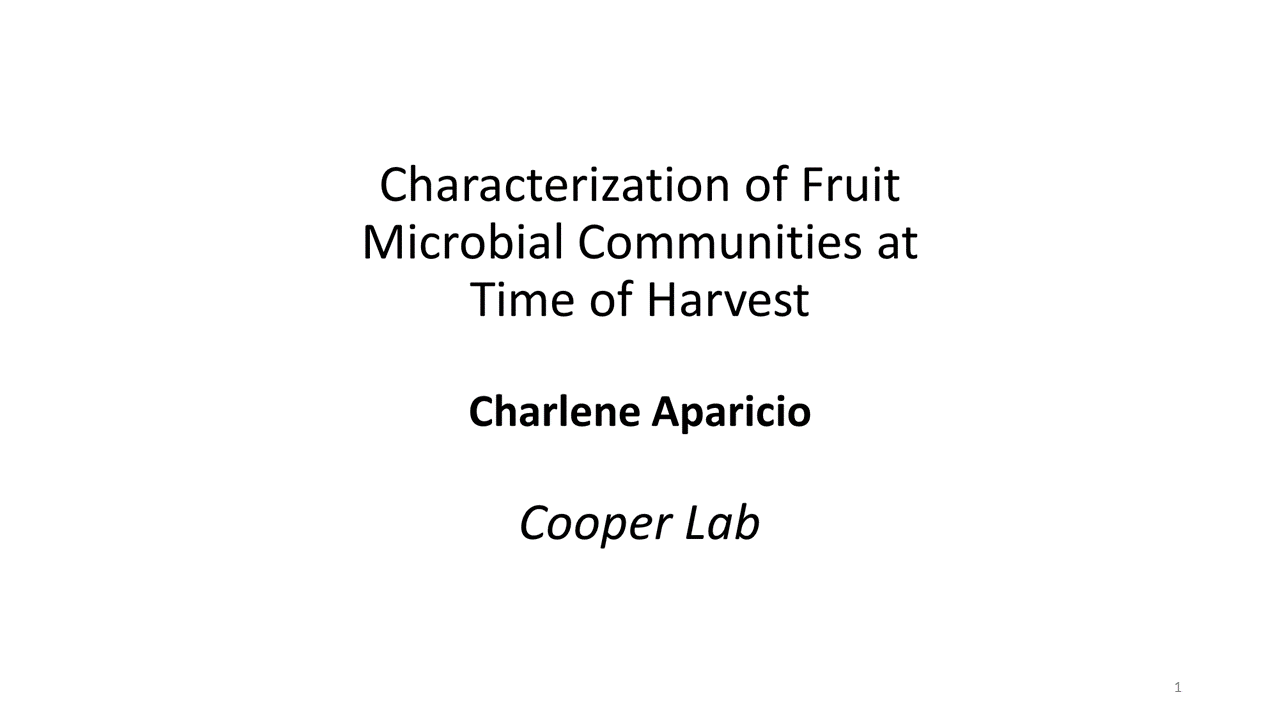 Characterization of Fruit
Microbial Communities at
Time of Harvest
Charlene Aparicio
Cooper Lab
1